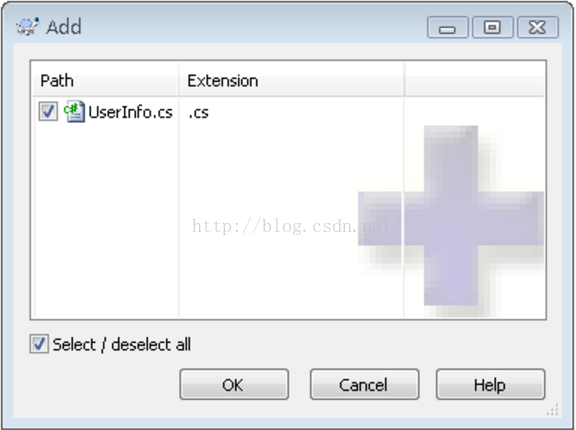 Add
Path Extension
UserInfo.cs .cs
http://blog.csdn.net/
Select / deselect all
OK Cancel Help